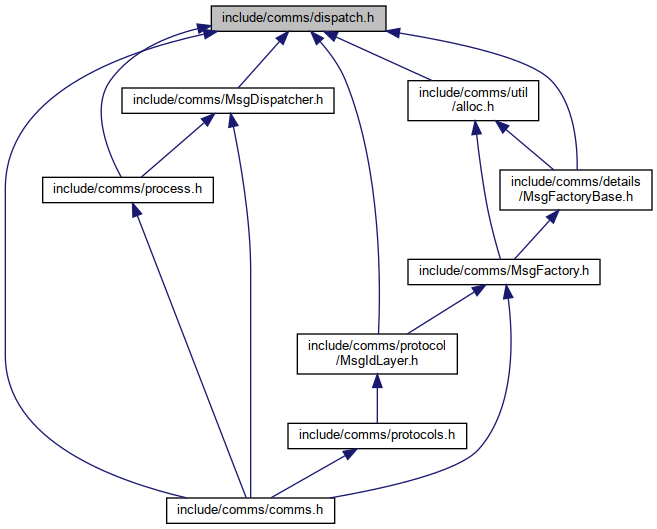 include/comms/dispatch.h
include/comms/MsgDispatcher.h
include/comms/util
/alloc.h
include/comms/process.h
include/comms/details
/MsgFactoryBase.h
include/comms/MsgFactory.h
include/comms/protocol
/MsgIdLayer.h
include/comms/protocols.h
include/comms/comms.h